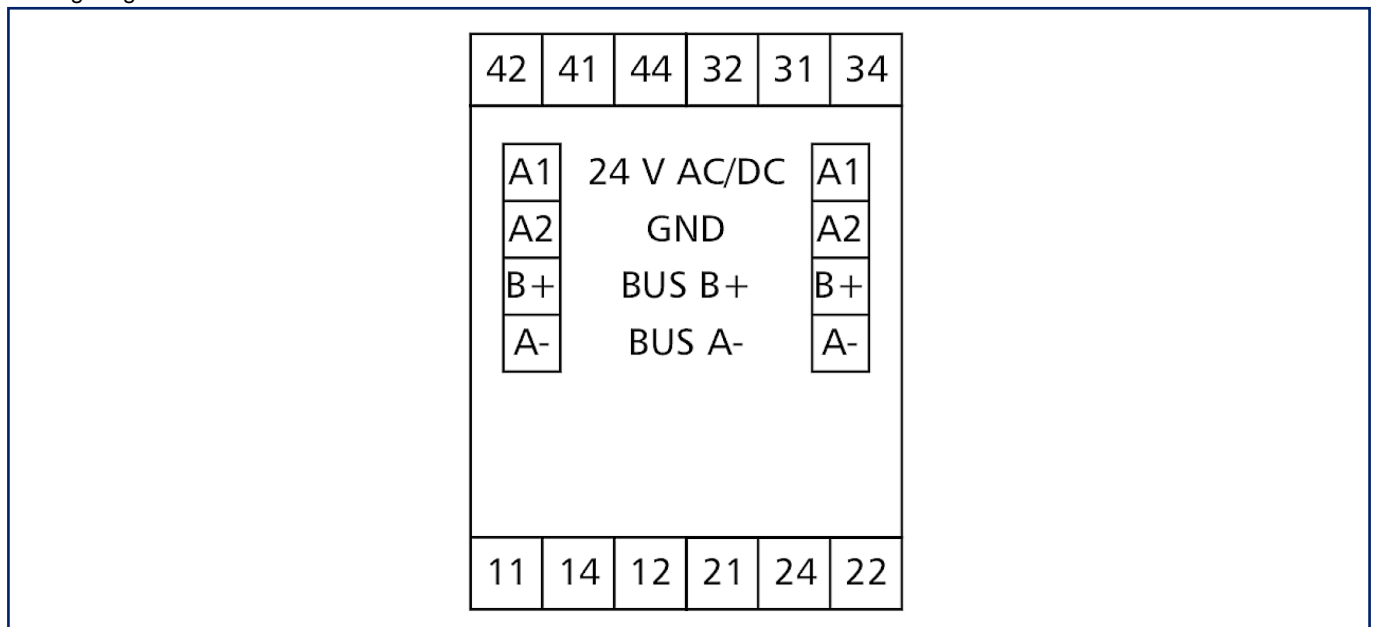 42 41 44 32 31 34
A1 24 V AC/DC A1
A2 GND A2
B+ BUS B+ B+
A- BUS A- A-
11 14 12 21 24 22